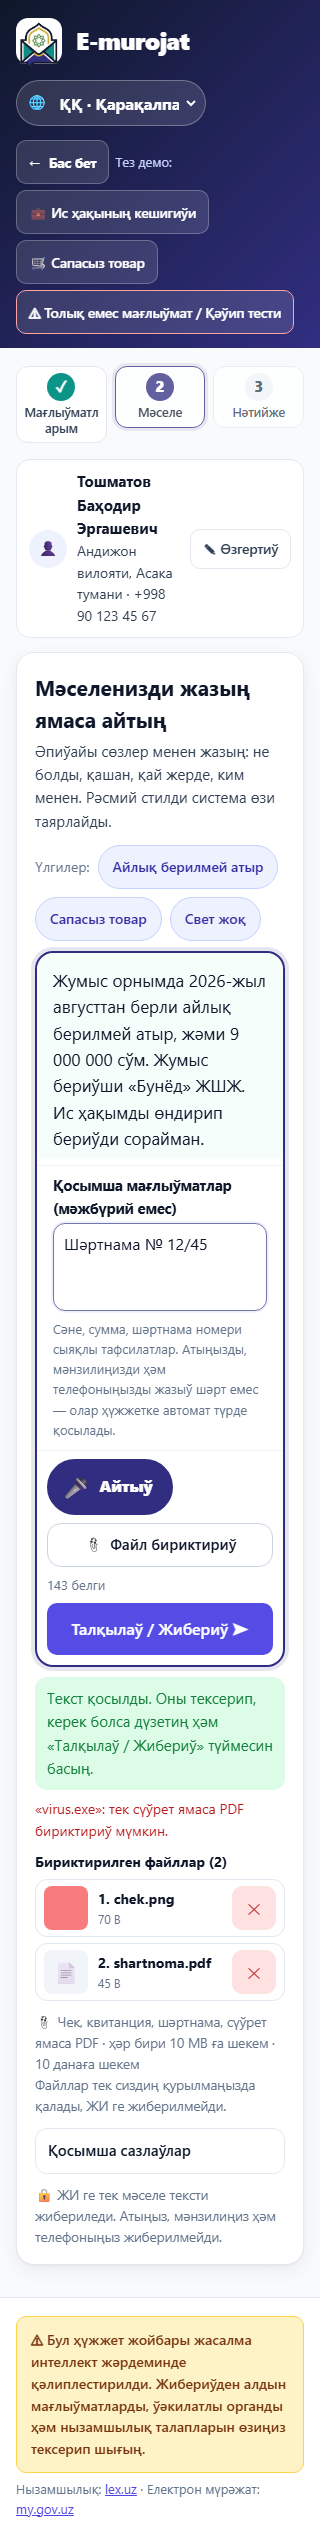 E-murojat
ҚҚ · Қарақалпа
← Бас бет
Тез демо:
Ис ҳақының кешигиўи
Сапасыз товар
⚠ Толық емес мағлыўмат / Қәўип тести
✓
Мағлыўматл
арым
2
Мәселе
3
Нәтийже
Тошматов
Баҳодир
Эргашевич
Андижон
вилояти, Асака
тумани · +998
90 123 45 67
Өзгертиў
Мәселенизди жазың
ямаса айтың
Әпиўайы сөзлер менен жазың: не
болды, қашан, қай жерде, ким
менен. Рәсмий стилди система өзи
таярлайды.
Үлгилер:
Айлық берилмей атыр
Сапасыз товар
Свет жоқ
Жумыс орнымда 2026-жыл
августтан берли айлық
берилмей атыр, жәми 9
000 000 сўм. Жумыс
бериўши «Бунёд» ЖШЖ.
Ис ҳақымды өндирип
бериўди сорайман.
Қосымша мағлыўматлар
(мәжбүрий емес)
Шәртнама № 12/45
Сәне, сумма, шәртнама номери
сыяқлы тафсилатлар. Атыңызды,
мәнзилиңизди ҳәм
телефоныңызды жазыў шәрт емес
— олар ҳүжжетке автомат түрде
қосылады.
Айтыў
Файл бириктириў
143 белги
Талқылаў / Жибериў ➤
Текст қосылды. Оны тексерип,
керек болса дүзетиң ҳәм
«Талқылаў / Жибериў» түймесин
басың.
«virus.exe»: тек сүўрет ямаса PDF
бириктириў мүмкин.
Бириктирилген файллар (2)
1. chek.png
70 B
×
2. shartnoma.pdf
45 B
×
Чек, квитанция, шәртнама, сүўрет
ямаса PDF · ҳәр бири 10 MB ға шекем ·
10 данаға шекем
Файллар тек сиздиң қурылмаңызда
қалады, ЖИ ге жиберилмейди.
Қосымша сазлаўлар
ЖИ ге тек мәселе тексти
жибериледи. Атыңыз, мәнзилиңиз ҳәм
телефоныңыз жиберилмейди.
⚠ Бул ҳүжжет жойбары жасалма
интеллект жәрдеминде
қәлиплестирилди. Жибериўден алдын
мағлыўматларды, ўәкилатлы органды
ҳәм нызамшылық талапларын өзиңиз
тексерип шығың.
Нызамшылық: lex.uz · Електрон мүрәжат:
my.gov.uz